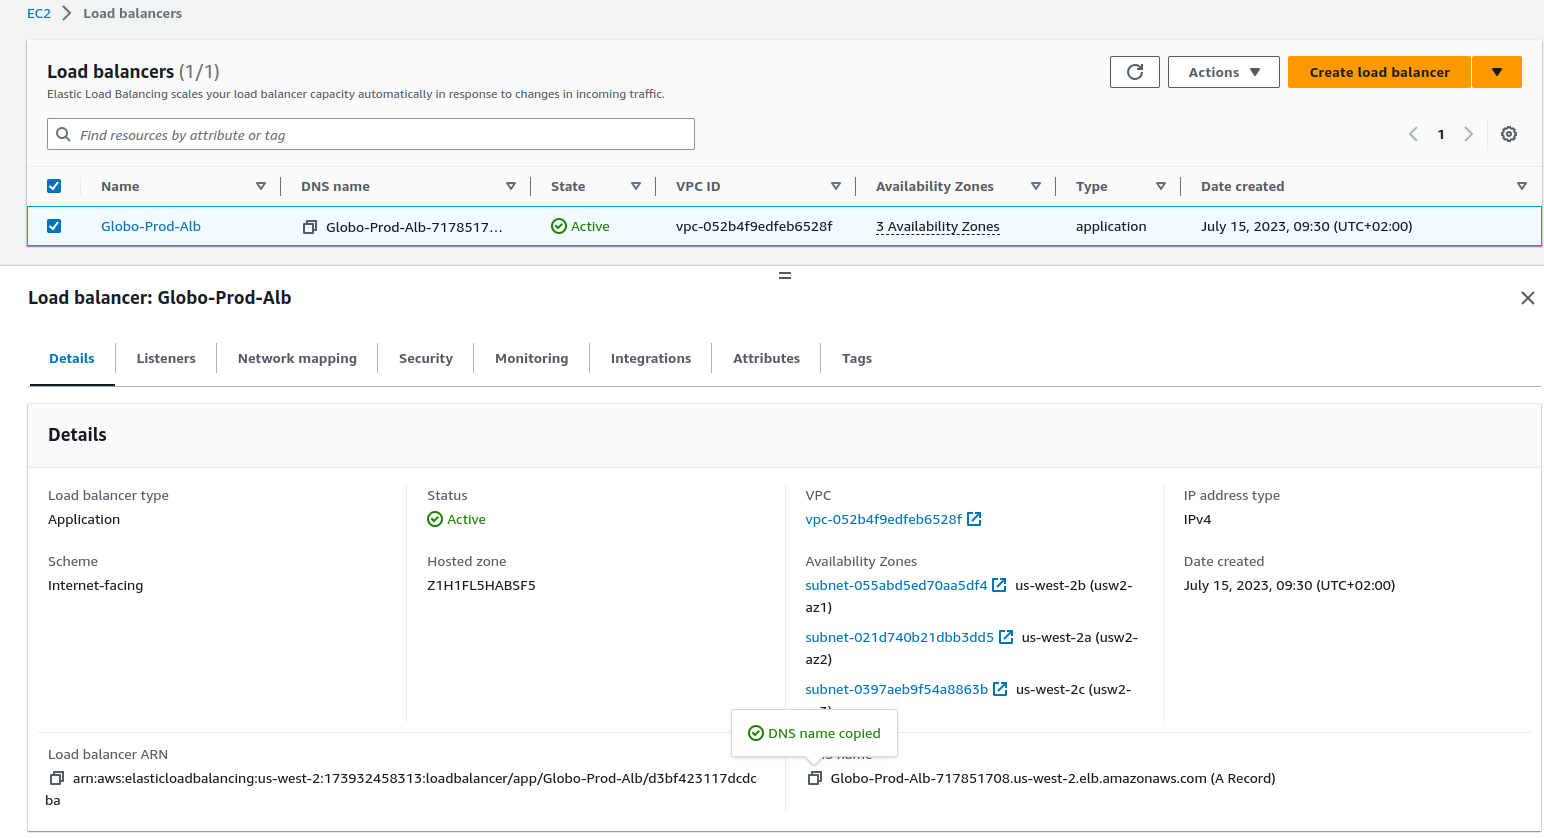 EC2 > Load balancers
Load balancers (1/1)
Actions
Create load balancer
Elastic Load Balancing scales your load balancer capacity automatically in response to changes in incoming traffic.
Find resources by attribute or tag
1
Name DNS name State VPC ID Availability Zones Type Date created
Globo-Prod-Alb Globo-Prod-Alb-7178517... Active vpc-052b4f9edfeb6528f 3 Availability Zones application July 15, 2023, 09:30 (UTC+02:00)
Load balancer: Globo-Prod-Alb
Details Listeners Network mapping Security Monitoring Integrations Attributes Tags
Details
Load balancer type
Application
Scheme
Internet-facing
Status
Active
Hosted zone
Z1H1FL5HABSF5
VPC
vpc-052b4f9edfeb6528f
Availability Zones
subnet-055abd5ed70aa5df4 us-west-2b (usw2-
az1)
subnet-021d740b21dbb3dd5 us-west-2a (usw2-
az2)
subnet-0397aeb9f54a8863b us-west-2c (usw2-
IP address type
IPv4
Date created
July 15, 2023, 09:30 (UTC+02:00)
Load balancer ARN
arn:aws:elasticloadbalancing:us-west-2:173932458313:loadbalancer/app/Globo-Prod-Alb/d3bf423117dcdc
ba
DNS name copied
Globo-Prod-Alb-717851708.us-west-2.elb.amazonaws.com (A Record)